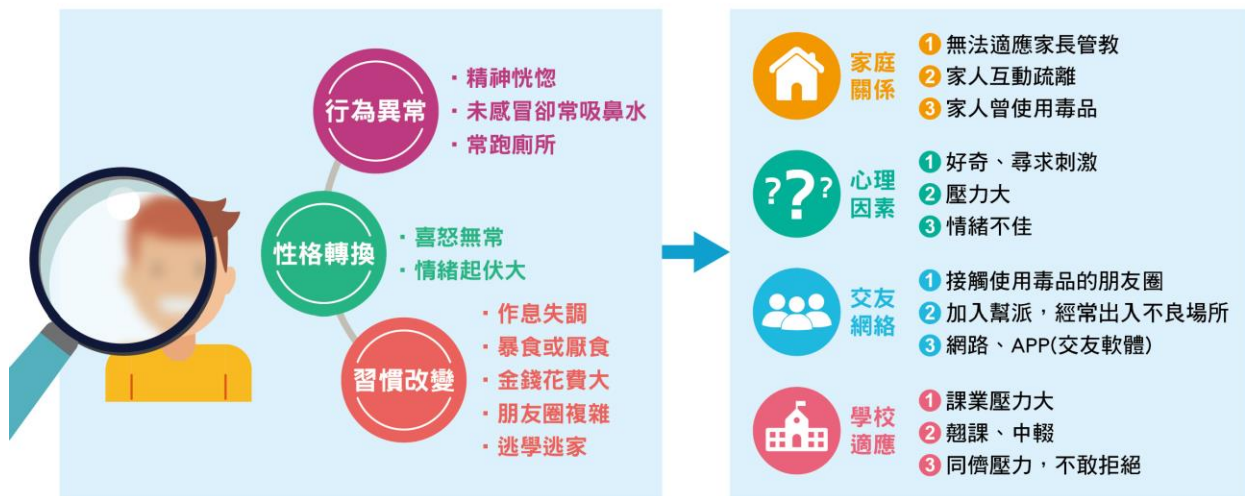 行為異常
・精神恍惚
・未感冒卻常吸鼻水
・常跑廁所
性格轉換
・喜怒無常
・情緒起伏大
習慣改變
・作息失調
・暴食或厭食
・金錢花費大
・朋友圈複雜
・逃學逃家
家庭
關係
1 無法適應家長管教
2 家人互動疏離
3 家人曾使用毒品
???
心理
因素
1 好奇、尋求刺激
2 壓力大
3 情緒不佳
交友
網絡
1 接觸使用毒品的朋友圈
2 加入幫派，經常出入不良場所
3 網路、APP(交友軟體)
學校
適應
1 課業壓力大
2 翹課、中輟
3 同儕壓力，不敢拒絕